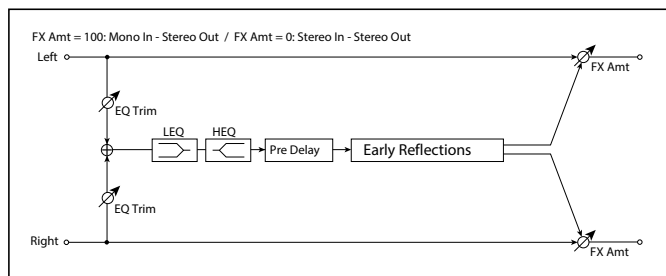 FX Amt = 100: Mono In - Stereo Out / FX Amt = 0: Stereo In - Stereo Out
Left
FX Amt
EQ Trim
LEQ
HEQ
Pre Delay
Early Reflections
EQ Trim
Right
FX Amt